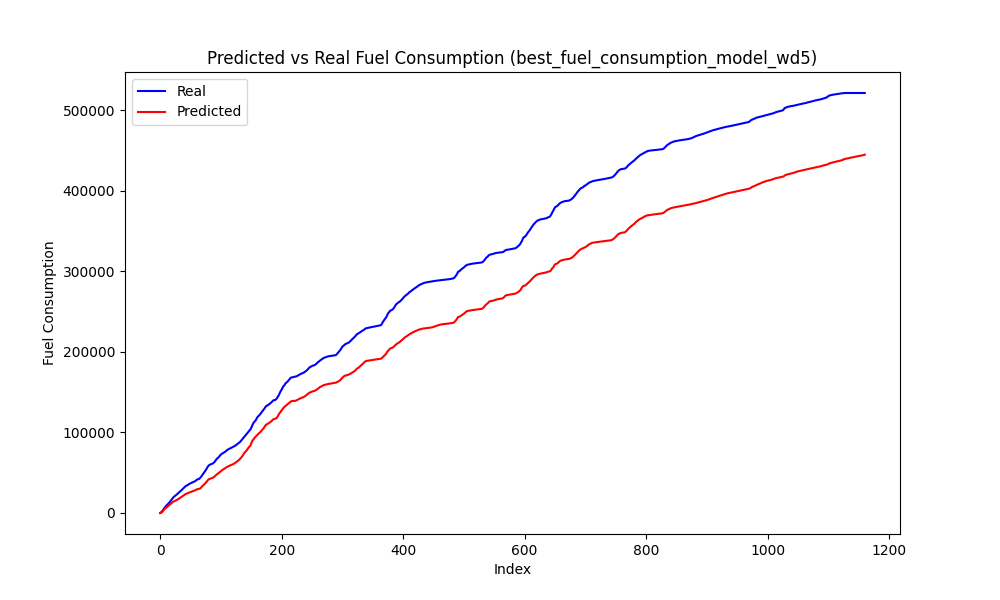 Predicted vs Real Fuel Consumption (best_fuel_consumption_model_wd5)
Real
Predicted
500000
400000
300000
200000
100000
0
Fuel Consumption
0 200 400 600 800 1000 1200
Index